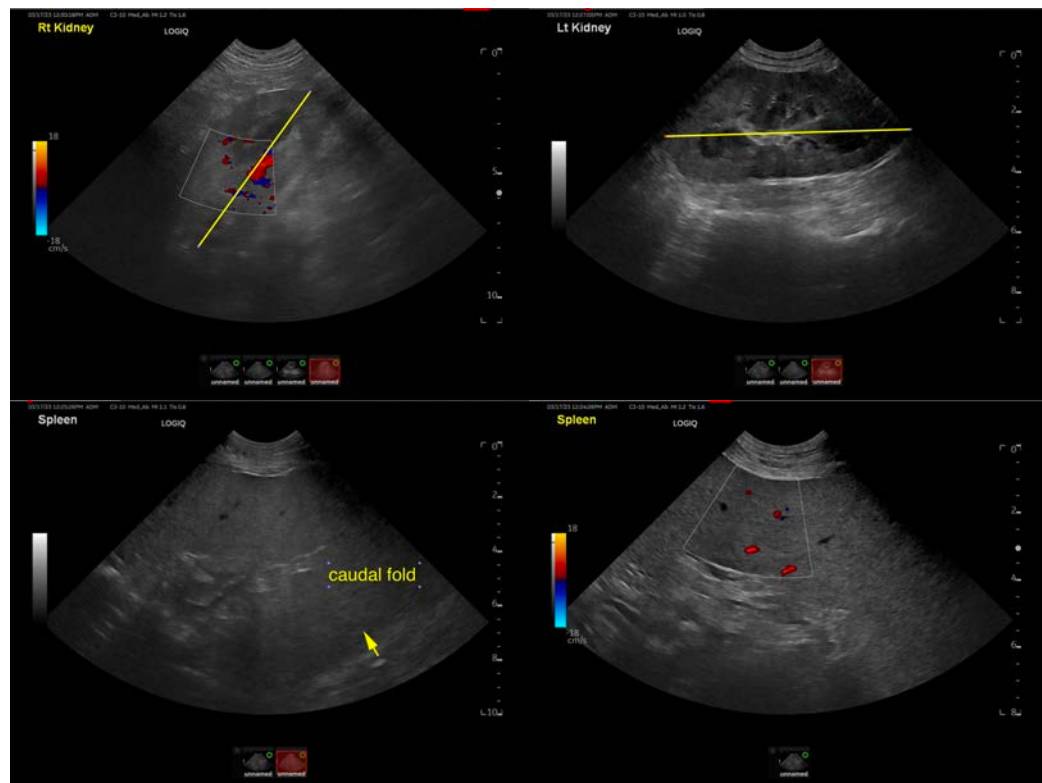 Rt Kidney
LOGIQ
0
5
10
18
-18
cm/s
unnamed
unnamed
unnamed
unnamed
Lt Kidney
LOGIQ
0
2
4
6
8
unnamed
unnamed
unnamed
Spleen
LOGIQ
0
2
4
6
8
10
caudal fold
unnamed
unnamed
Spleen
LOGIQ
0
2
4
6
8
18
-18
cm/s
unnamed